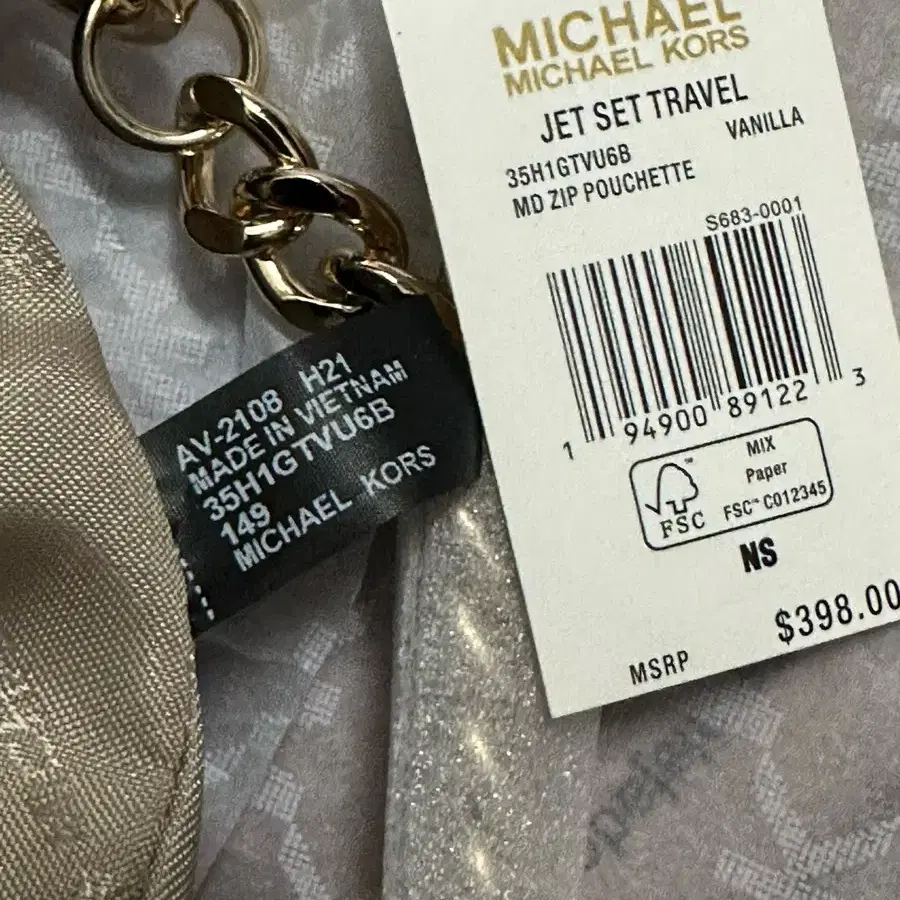 MICHAEL
MICHAEL KORS
JET SET TRAVEL
35H1GTVU6B
VANILLA
MD ZIP POUCHETTE
S683-0001
1 94900 89122 3
MIX
Paper
FSC™ C012345
FSC
NS
MSRP
$398.00
AV-2108 H21
MADE IN VIETNAM
35H1GTVU6B
149
MICHAEL KORS